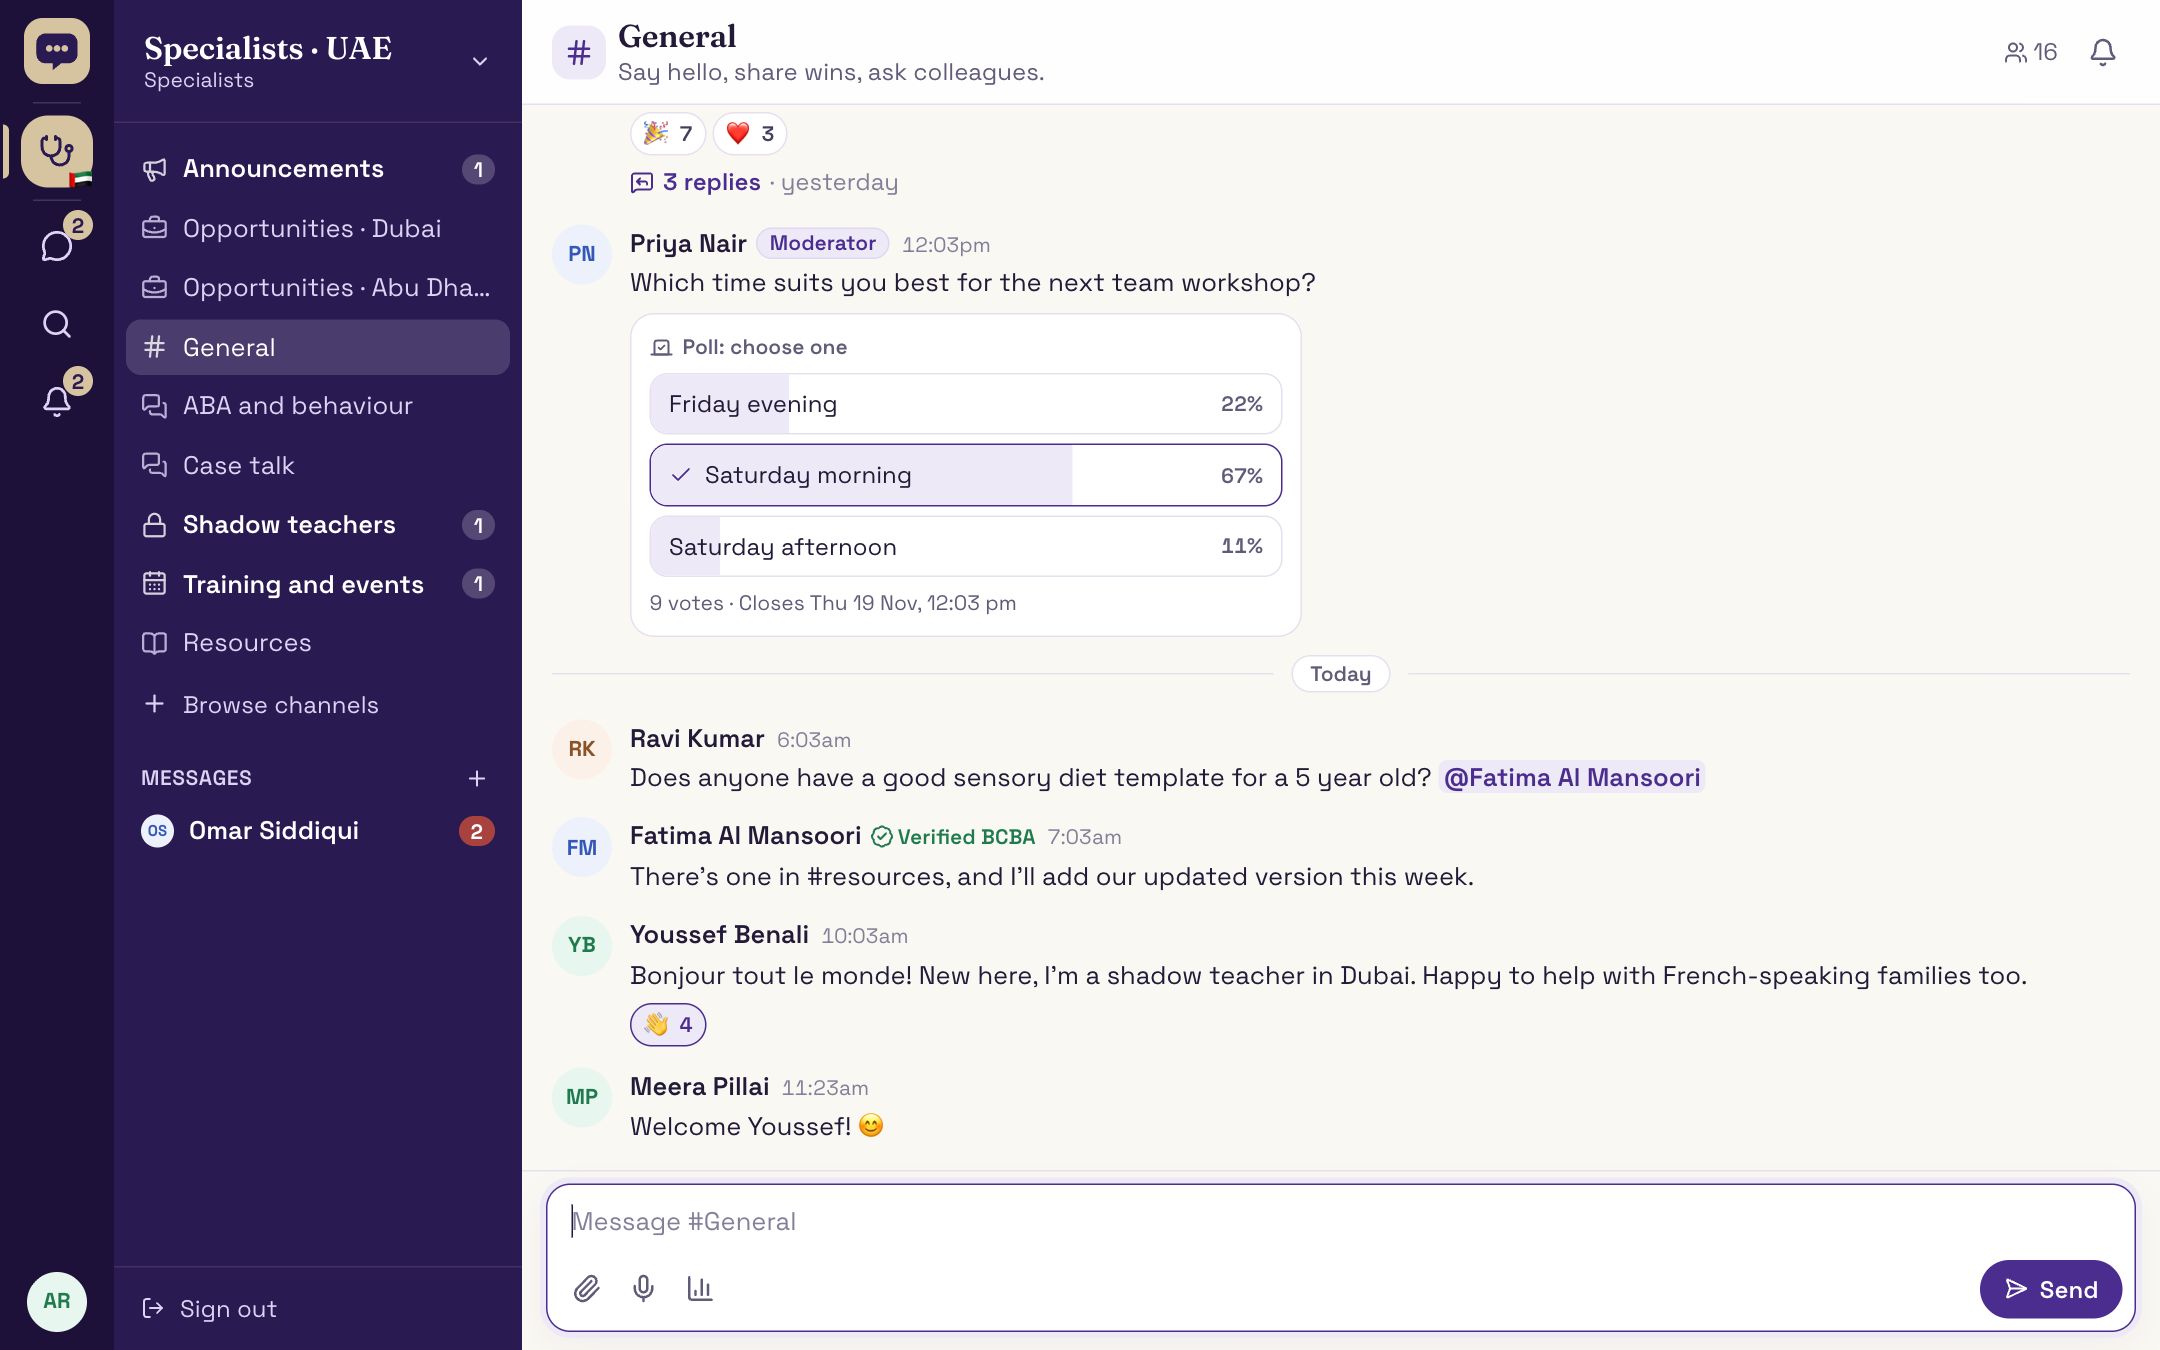 Specialists · UAE
Specialists
Announcements 1
Opportunities · Dubai
Opportunities · Abu Dha...
General
ABA and behaviour
Case talk
Shadow teachers 1
Training and events 1
Resources
Browse channels
MESSAGES
OS Omar Siddiqui 2
Sign out
2
2
AR
General
Say hello, share wins, ask colleagues.
16
🎉 7 ❤️ 3
3 replies · yesterday
PN
Priya Nair Moderator 12:03pm
Which time suits you best for the next team workshop?
Poll: choose one
Friday evening 22%
Saturday morning 67%
Saturday afternoon 11%
9 votes · Closes Thu 19 Nov, 12:03 pm
Today
RK
Ravi Kumar 6:03am
Does anyone have a good sensory diet template for a 5 year old? @Fatima Al Mansoori
FM
Fatima Al Mansoori Verified BCBA 7:03am
There's one in #resources, and I'll add our updated version this week.
YB
Youssef Benali 10:03am
Bonjour tout le monde! New here, I'm a shadow teacher in Dubai. Happy to help with French-speaking families too.
👋 4
MP
Meera Pillai 11:23am
Welcome Youssef! 😊
Message #General
Send